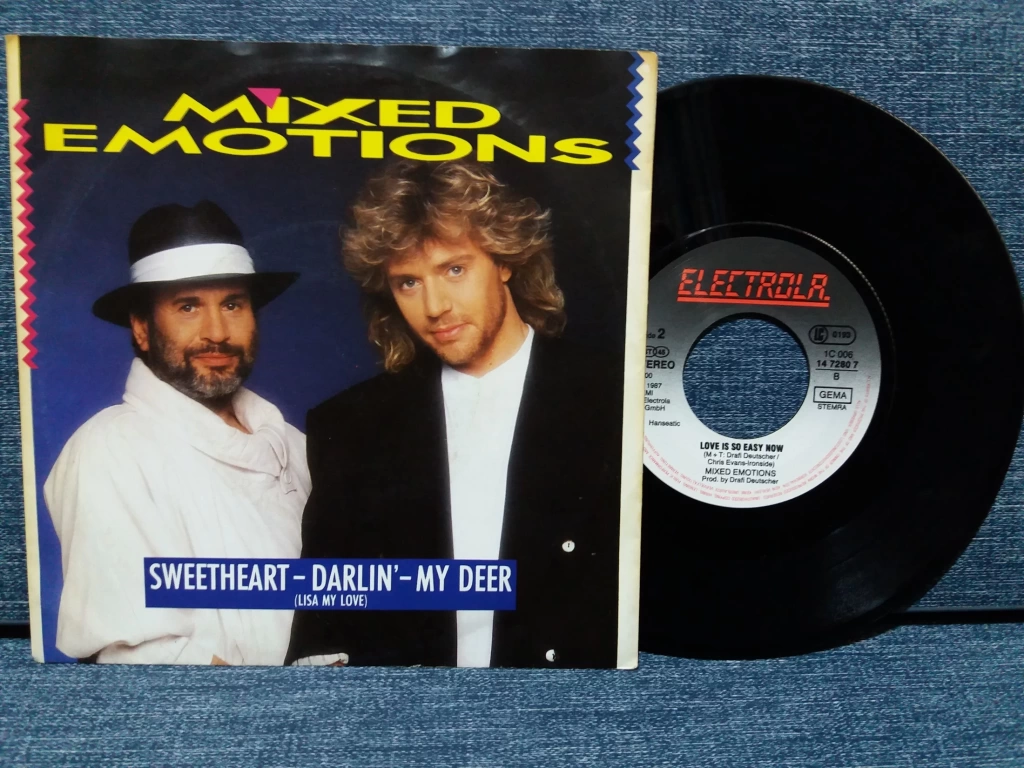 MIXED
EMOTIONS
SWEETHEART – DARLIN' – MY DEER
(LISA MY LOVE)
ELECTROLA.
2
45
1C 006
14 7280 7
B
GEMA
STEMRA
1987
Electrola
GmbH
Hanseatic
LOVE IS SO EASY NOW
(M + T: Drafi Deutscher /
Chris Evans-Ironside)
MIXED EMOTIONS
Prod. by Drafi Deutscher